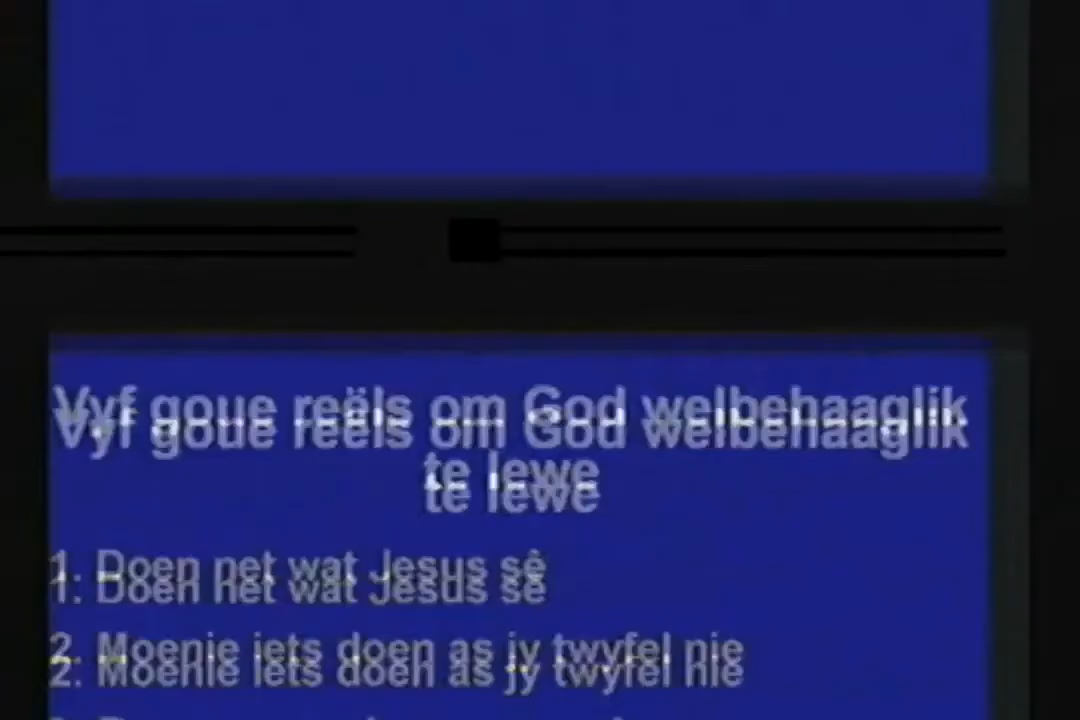 Vyf goue reëls om God welbehaaglik
te lewe
1: Doen net wat Jesus sê
2. Moenie iets doen as jy twyfel nie